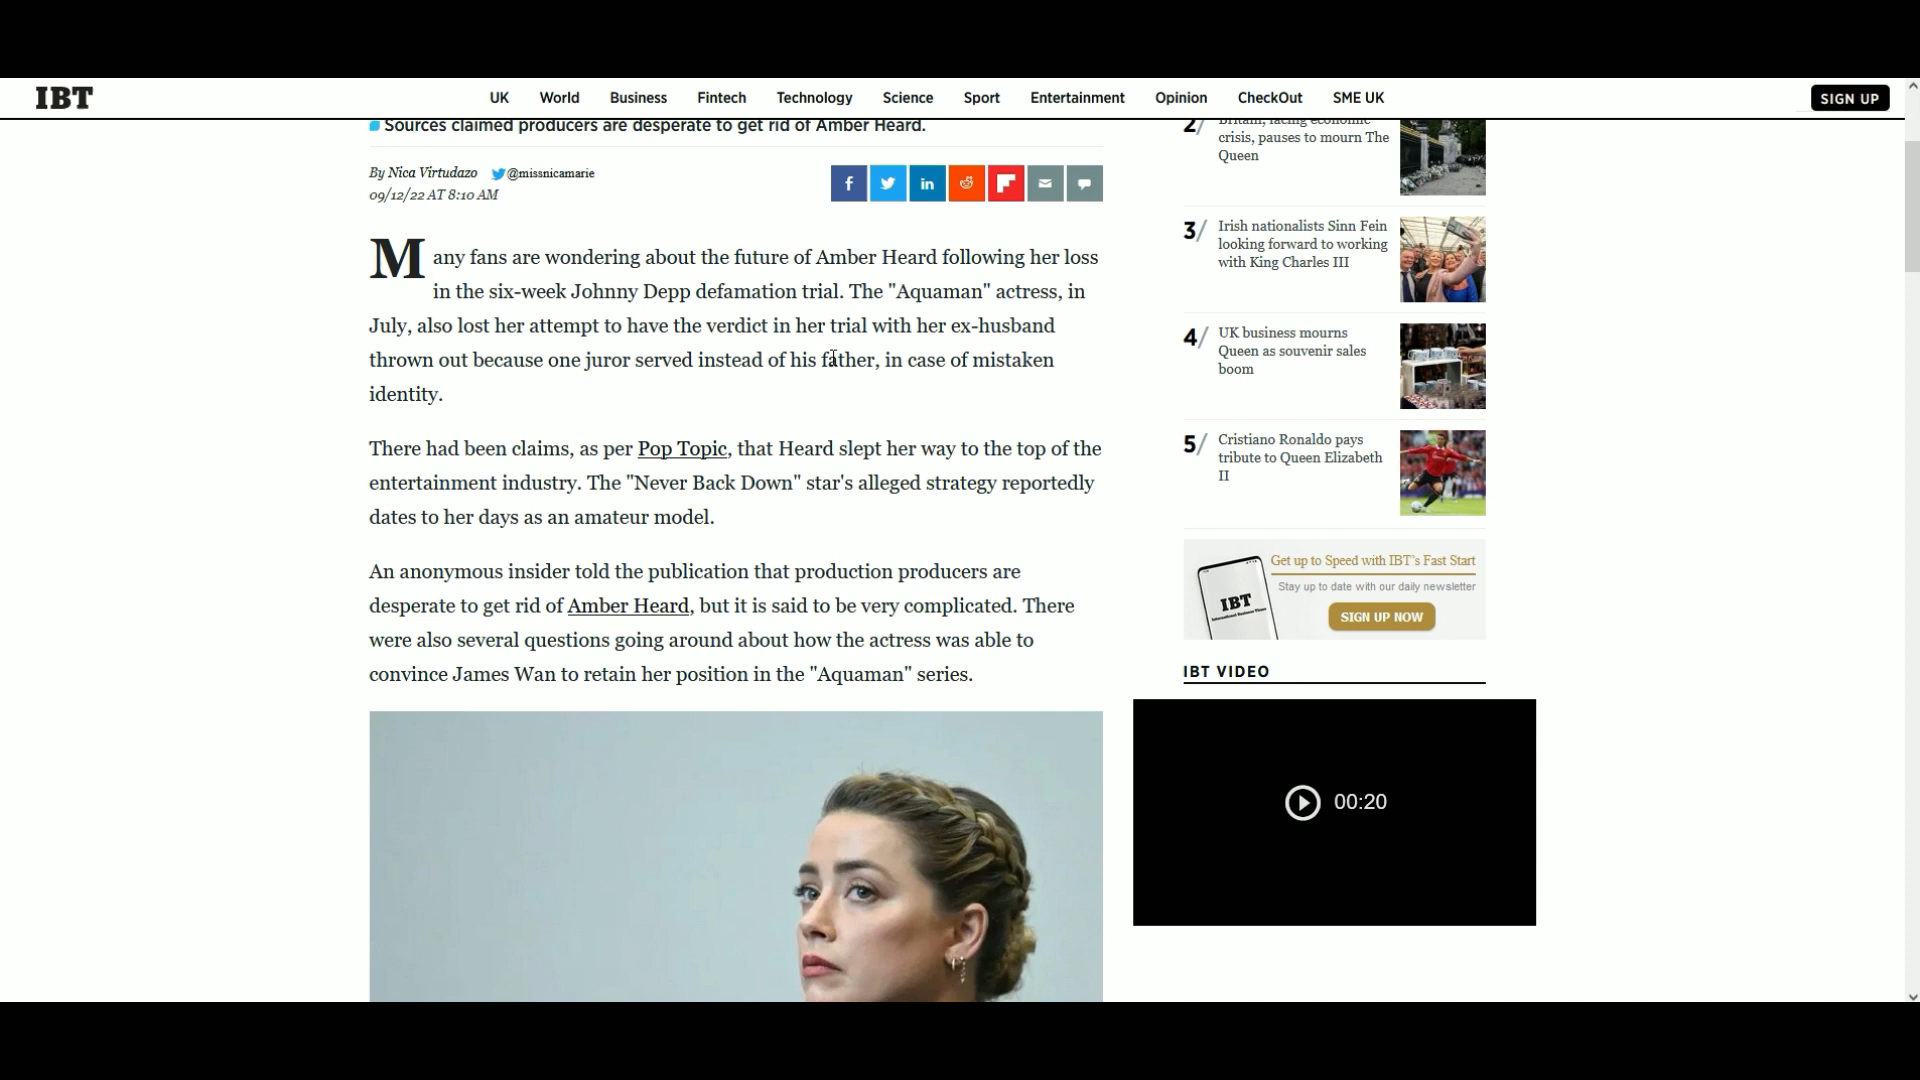 IBT
UK World Business Fintech Technology Science Sport Entertainment Opinion CheckOut SME UK
SIGN UP
Sources claimed producers are desperate to get rid of Amber Heard.
By Nica Virtudazo @missnicamarie
09/12/22 AT 8:10 AM
Many fans are wondering about the future of Amber Heard following her loss
in the six-week Johnny Depp defamation trial. The "Aquaman" actress, in
July, also lost her attempt to have the verdict in her trial with her ex-husband
thrown out because one juror served instead of his father, in case of mistaken
identity.
There had been claims, as per Pop Topic, that Heard slept her way to the top of the
entertainment industry. The "Never Back Down" star's alleged strategy reportedly
dates to her days as an amateur model.
An anonymous insider told the publication that production producers are
desperate to get rid of Amber Heard, but it is said to be very complicated. There
were also several questions going around about how the actress was able to
convince James Wan to retain her position in the "Aquaman" series.
2/
Britain, facing economic
crisis, pauses to mourn The
Queen
3/
Irish nationalists Sinn Fein
looking forward to working
with King Charles III
4/
UK business mourns
Queen as souvenir sales
boom
5/
Cristiano Ronaldo pays
tribute to Queen Elizabeth
II
IBT
Get up to Speed with IBT's Fast Start
Stay up to date with our daily newsletter
SIGN UP NOW
IBT VIDEO
00:20